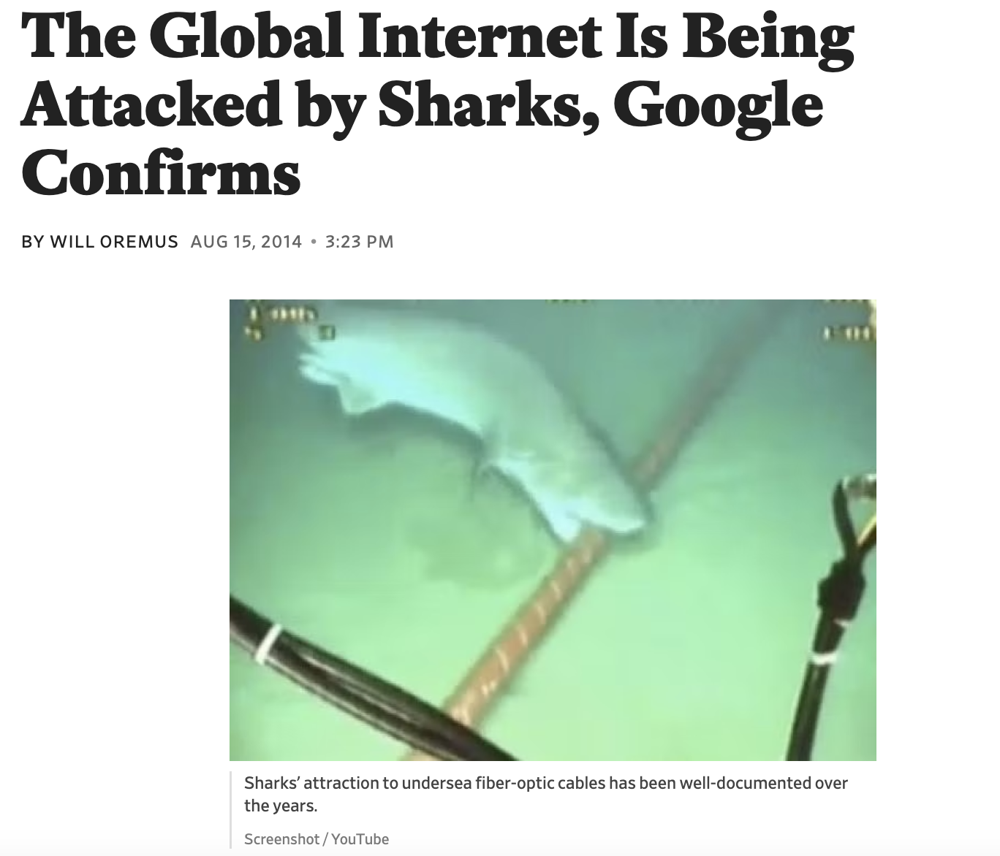 The Global Internet Is Being
Attacked by Sharks, Google
Confirms
BY WILL OREMUS AUG 15, 2014 • 3:23 PM
Sharks’ attraction to undersea fiber-optic cables has been well-documented over
the years.
Screenshot / YouTube